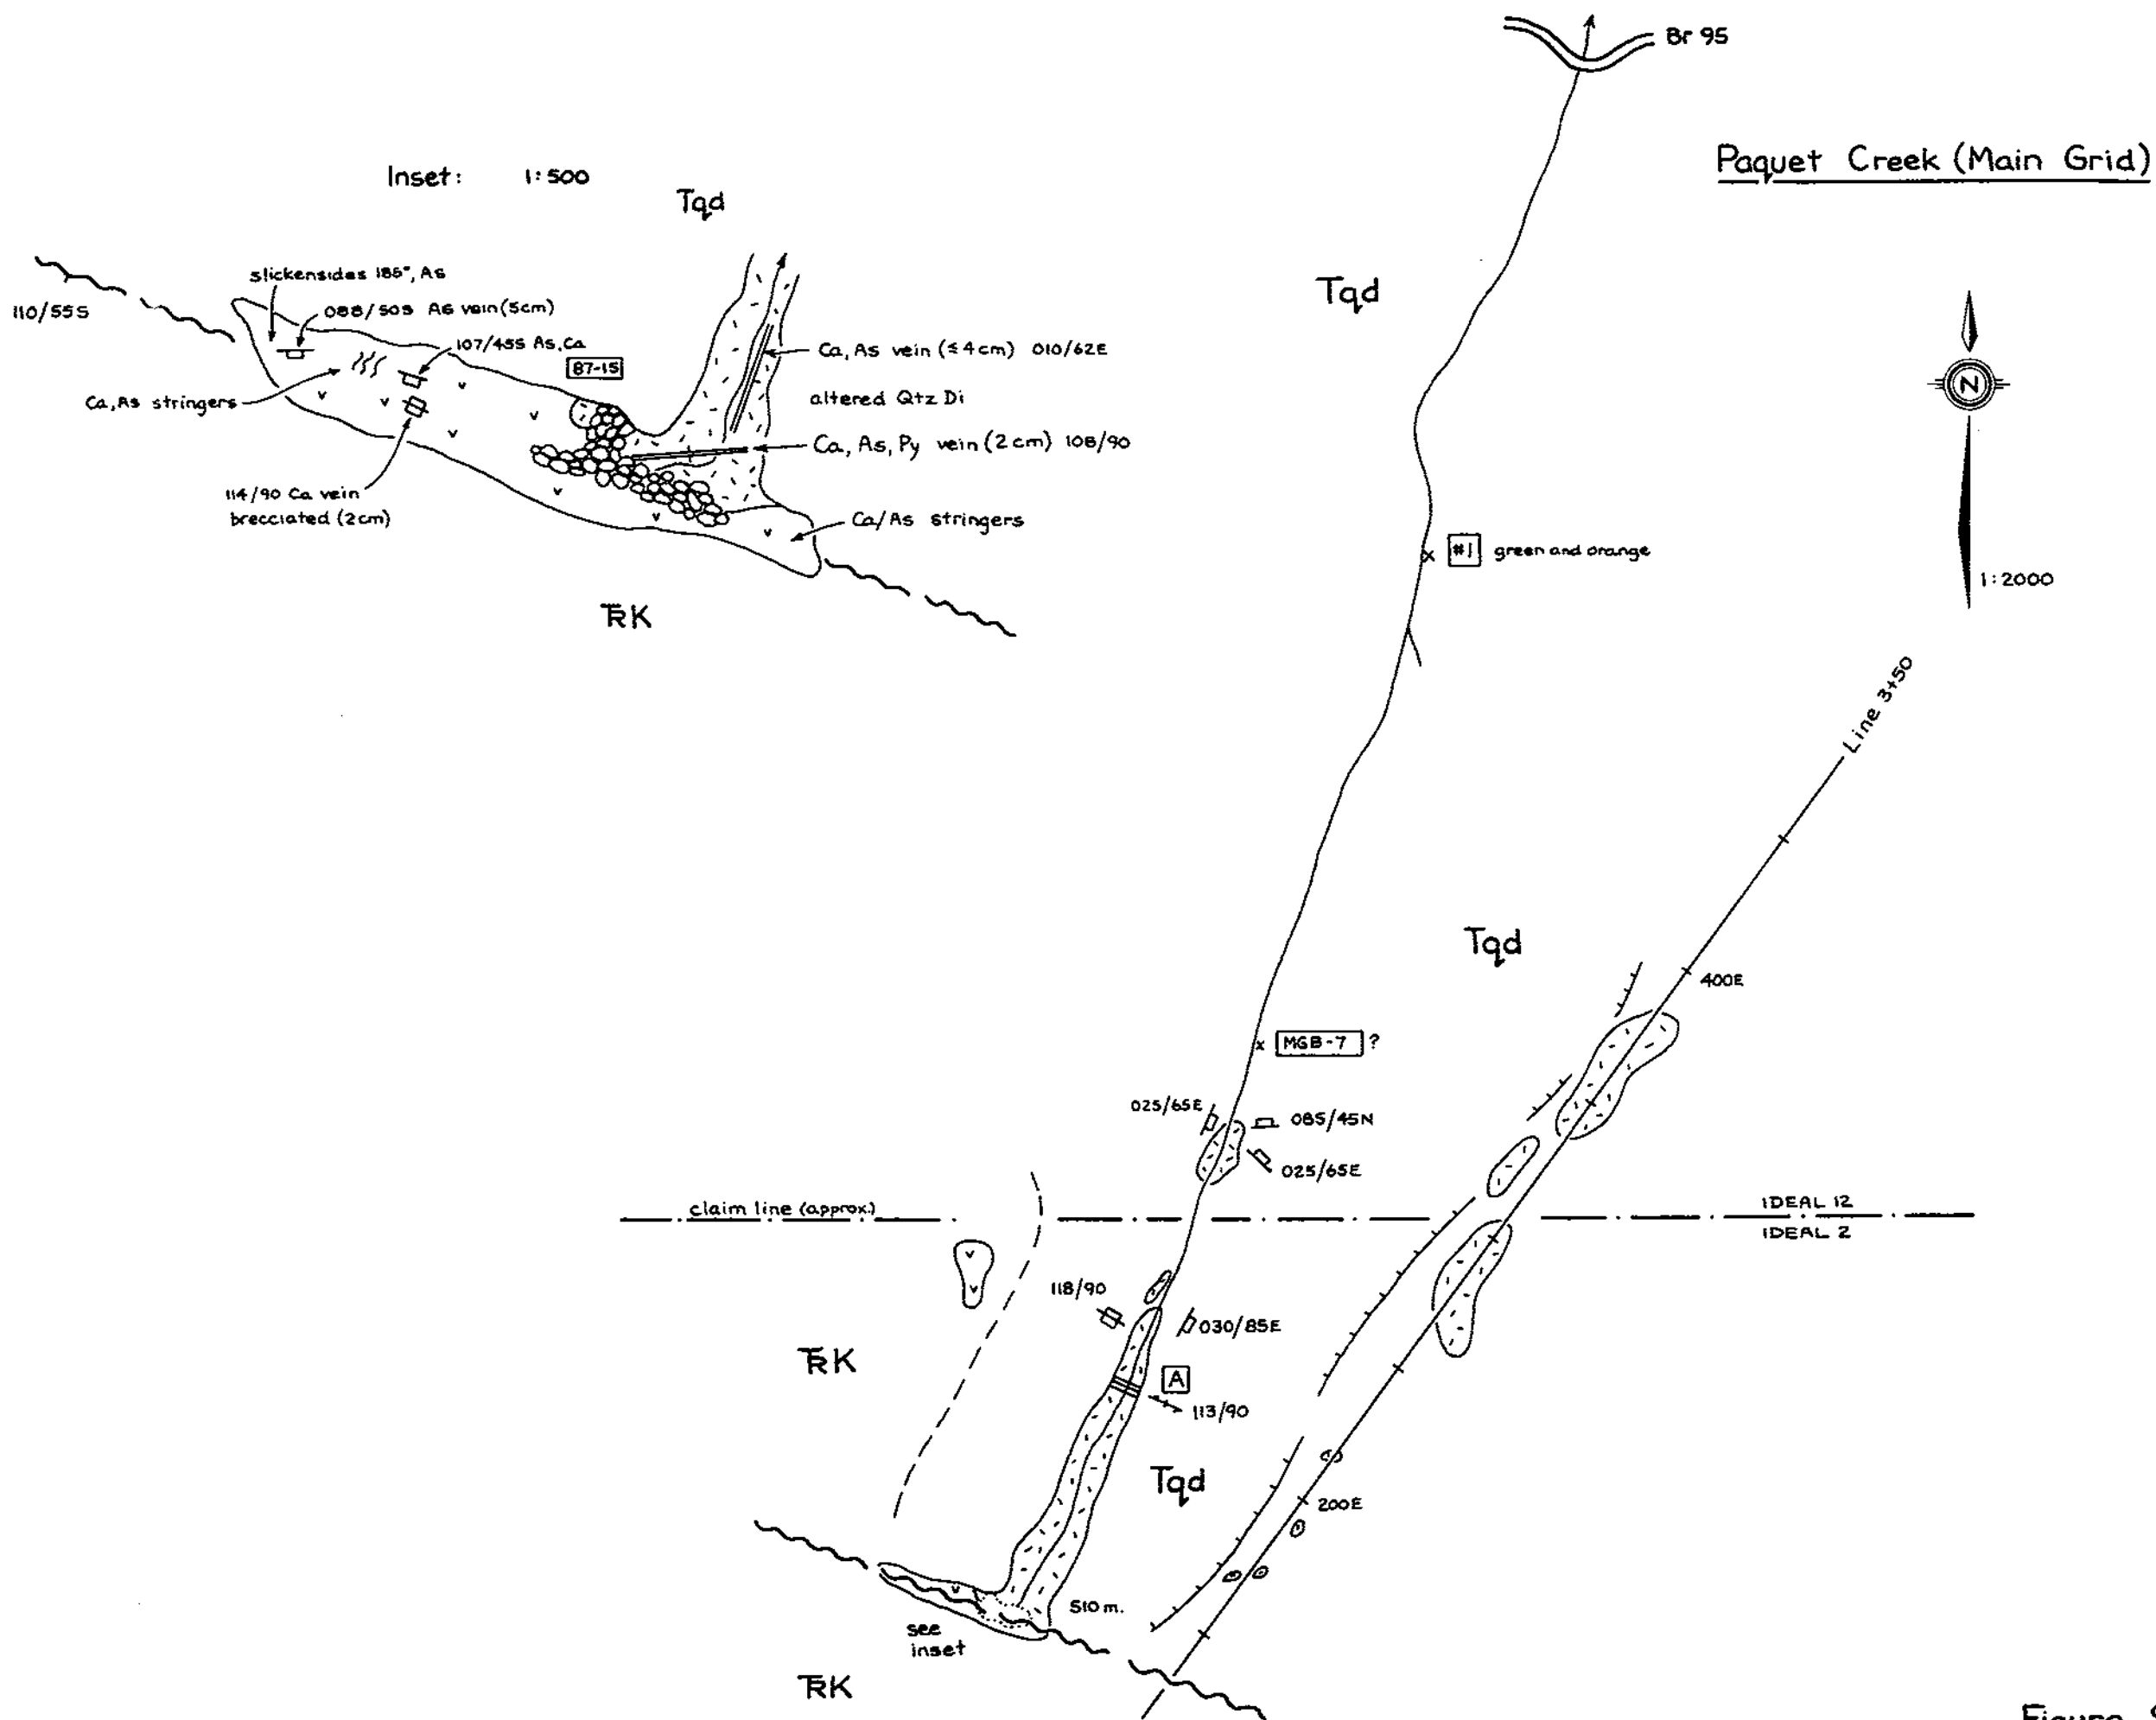 Br 95
Paquet Creek (Main Grid)
Inset: 1:500
Tqd
slickensides 185°, As
110/55S
088/50S As vein (5cm)
107/45S As, Ca
87-15
Ca, As vein (≤4cm) 010/62E
Ca, As stringers
altered Qtz Di
Ca, As, Py vein (2cm) 108/90
114/90 Ca vein
brecciated (2cm)
Ca/As stringers
TRK
Tqd
N
1:2000
#1 green and orange
Line 3+50
Tqd
400E
MGB-7 ?
025/65E
085/45N
025/65E
claim line (approx.)
IDEAL 12
IDEAL 2
118/90
030/85E
TRK
A
113/90
Tqd
200E
510 m.
see
inset
TRK